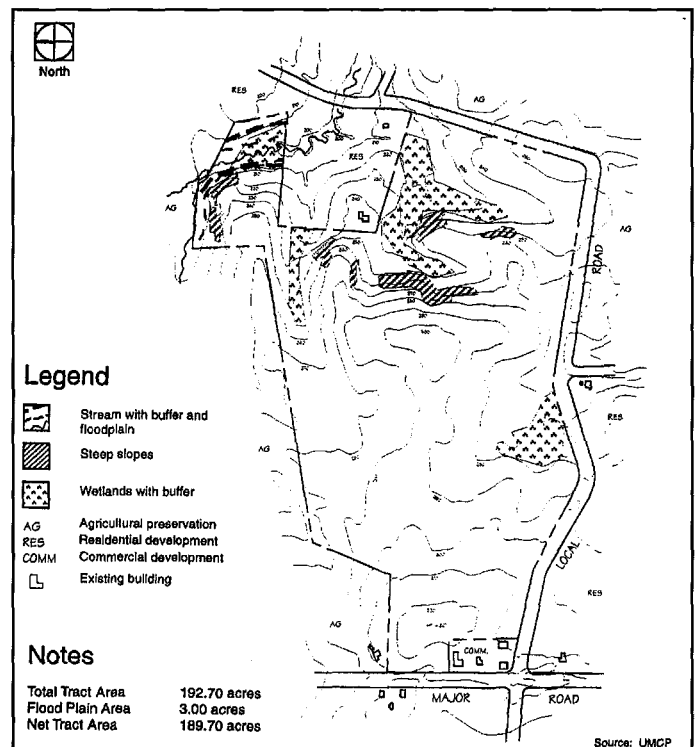 North
RES
AG
RES
AG
AG
ROAD
RES
AG
LOCAL
RES
AG
COMM.
MAJOR ROAD
Legend
Stream with buffer and
floodplain
Steep slopes
Wetlands with buffer
AG Agricultural preservation
RES Residential development
COMM Commercial development
Existing building
Notes
Total Tract Area 192.70 acres
Flood Plain Area 3.00 acres
Net Tract Area 189.70 acres
Source: UMCP